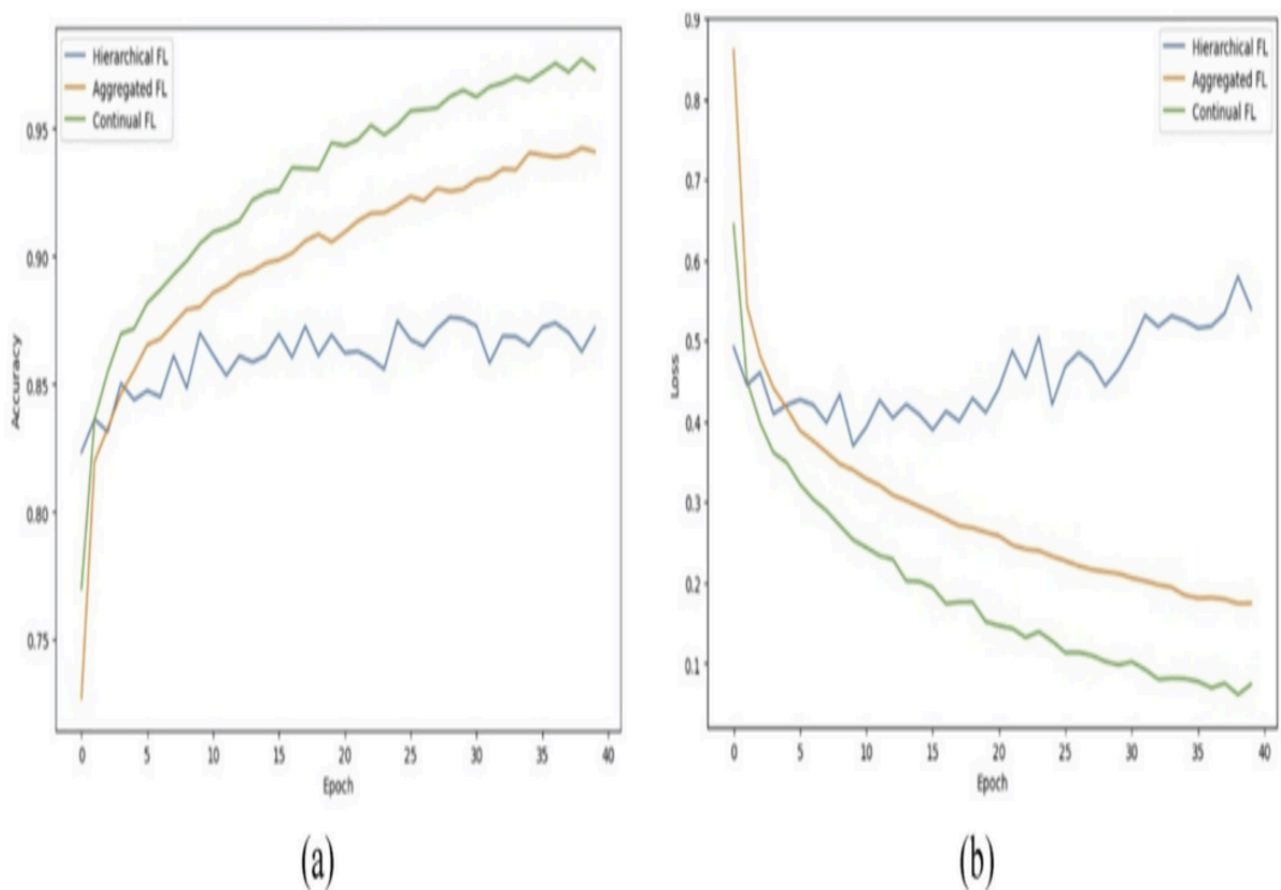 Hierarchical FL
Aggregated FL
Continual FL
0.95
0.90
0.85
0.80
0.75
Accuracy
0 5 10 15 20 25 30 35 40
Epoch
(a)
0.9
0.8
0.7
0.6
0.5
0.4
0.3
0.2
0.1
Loss
Hierarchical FL
Aggregated FL
Continual FL
0 5 10 15 20 25 30 35 40
Epoch
(b)